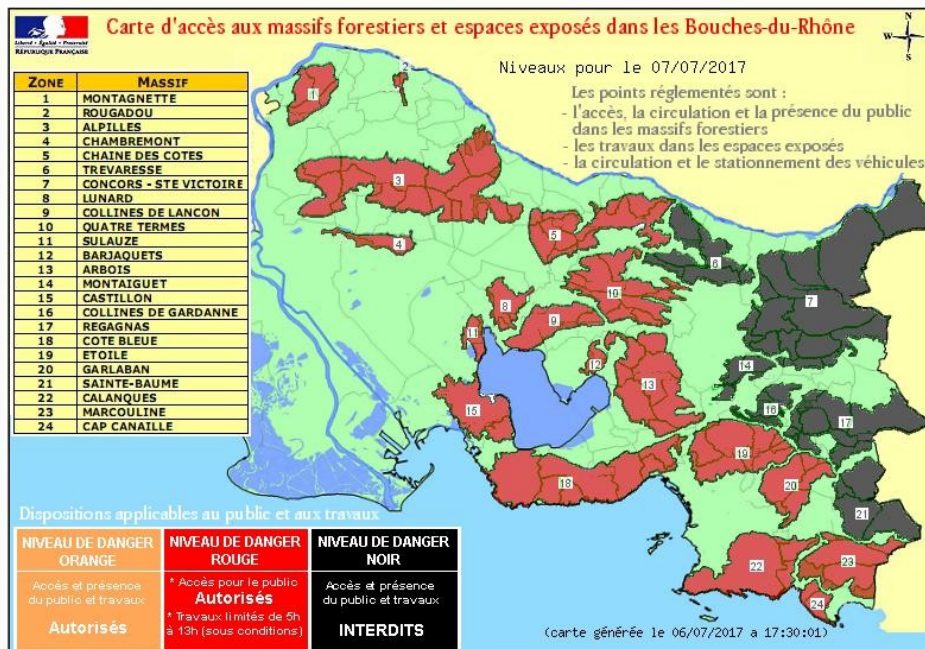 Carte d'accès aux massifs forestiers et espaces exposés dans les Bouches-du-Rhône
Liberté • Égalité • Fraternité
RÉPUBLIQUE FRANÇAISE
N
W
E
S
Niveaux pour le 07/07/2017
Les points réglementés sont :
- l'accès, la circulation et la présence du public
dans les massifs forestiers
- les travaux dans les espaces exposés
- la circulation et le stationnement des véhicules
ZONE MASSIF
1 MONTAGNETTE
2 ROUGADOU
3 ALPILLES
4 CHAMBREMONT
5 CHAINE DES COTES
6 TREVARESSE
7 CONCORS - STE VICTOIRE
8 LUNARD
9 COLLINES DE LANCON
10 QUATRE TERMES
11 SULAUZE
12 BARJAQUETS
13 ARBOIS
14 MONTAIGUET
15 CASTILLON
16 COLLINES DE GARDANNE
17 REGAGNAS
18 COTE BLEUE
19 ETOILE
20 GARLABAN
21 SAINTE-BAUME
22 CALANQUES
23 MARCOULINE
24 CAP CANAILLE
2
1
3
5
4
6
10
7
8
9
11
12
14
13
15
16
17
19
18
20
21
22
23
24
Dispositions applicables au public et aux travaux
NIVEAU DE DANGER
ORANGE
Accès et présence
du public et travaux
Autorisés
NIVEAU DE DANGER
ROUGE
* Accès pour le public
Autorisés
* Travaux limités de 5h
à 13h (sous conditions)
NIVEAU DE DANGER
NOIR
Accès et présence
du public et travaux
INTERDITS
(carte générée le 06/07/2017 a 17:30:01)